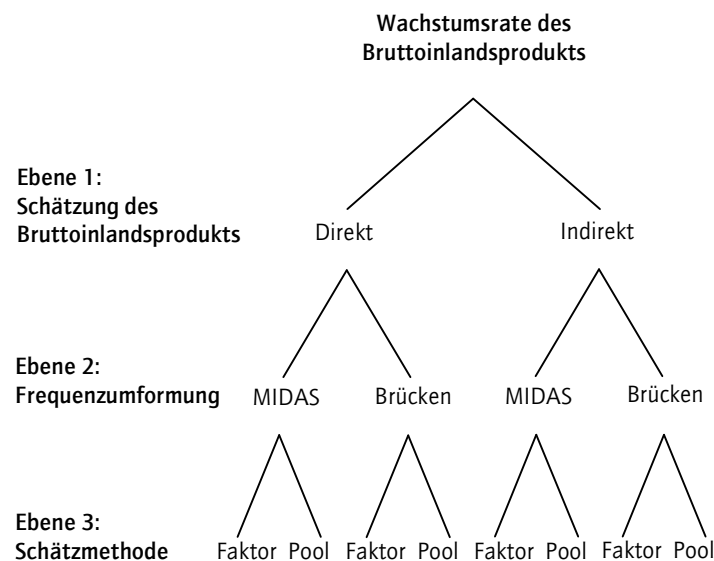 Wachstumsrate des
Bruttoinlandsprodukts
Ebene 1:
Schätzung des
Bruttoinlandsprodukts
Direkt
Indirekt
Ebene 2:
Frequenzumformung
MIDAS
Brücken
MIDAS
Brücken
Ebene 3:
Schätzmethode
Faktor Pool
Faktor Pool
Faktor Pool
Faktor Pool